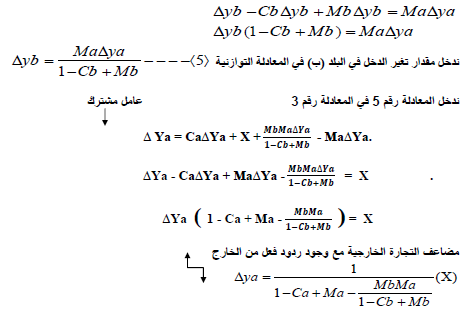 Δyb − CbΔyb + MbΔyb = MaΔya
Δyb(1 − Cb + Mb) = MaΔya
ندخل مقدار تغير الدخل في البلد (ب) في المعادلة التوازنية Δyb = MaΔya / (1 − Cb + Mb) − − − − ⟨5⟩
ندخل المعادلة رقم 5 في المعادلة رقم 3 عامل مشترك
Δ Ya = CaΔYa + X + MbMaΔYa / (1−Cb+Mb) - MaΔYa.
ΔYa - CaΔYa + MaΔYa - MbMaΔYa / (1−Cb+Mb) = X .
ΔYa ( 1 - Ca + Ma - MbMa / (1−Cb+Mb) ) = X
مضاعف التجارة الخارجية مع وجود ردود فعل من الخارج
Δya = 1 / (1 − Ca + Ma − MbMa / (1 − Cb + Mb)) (X)